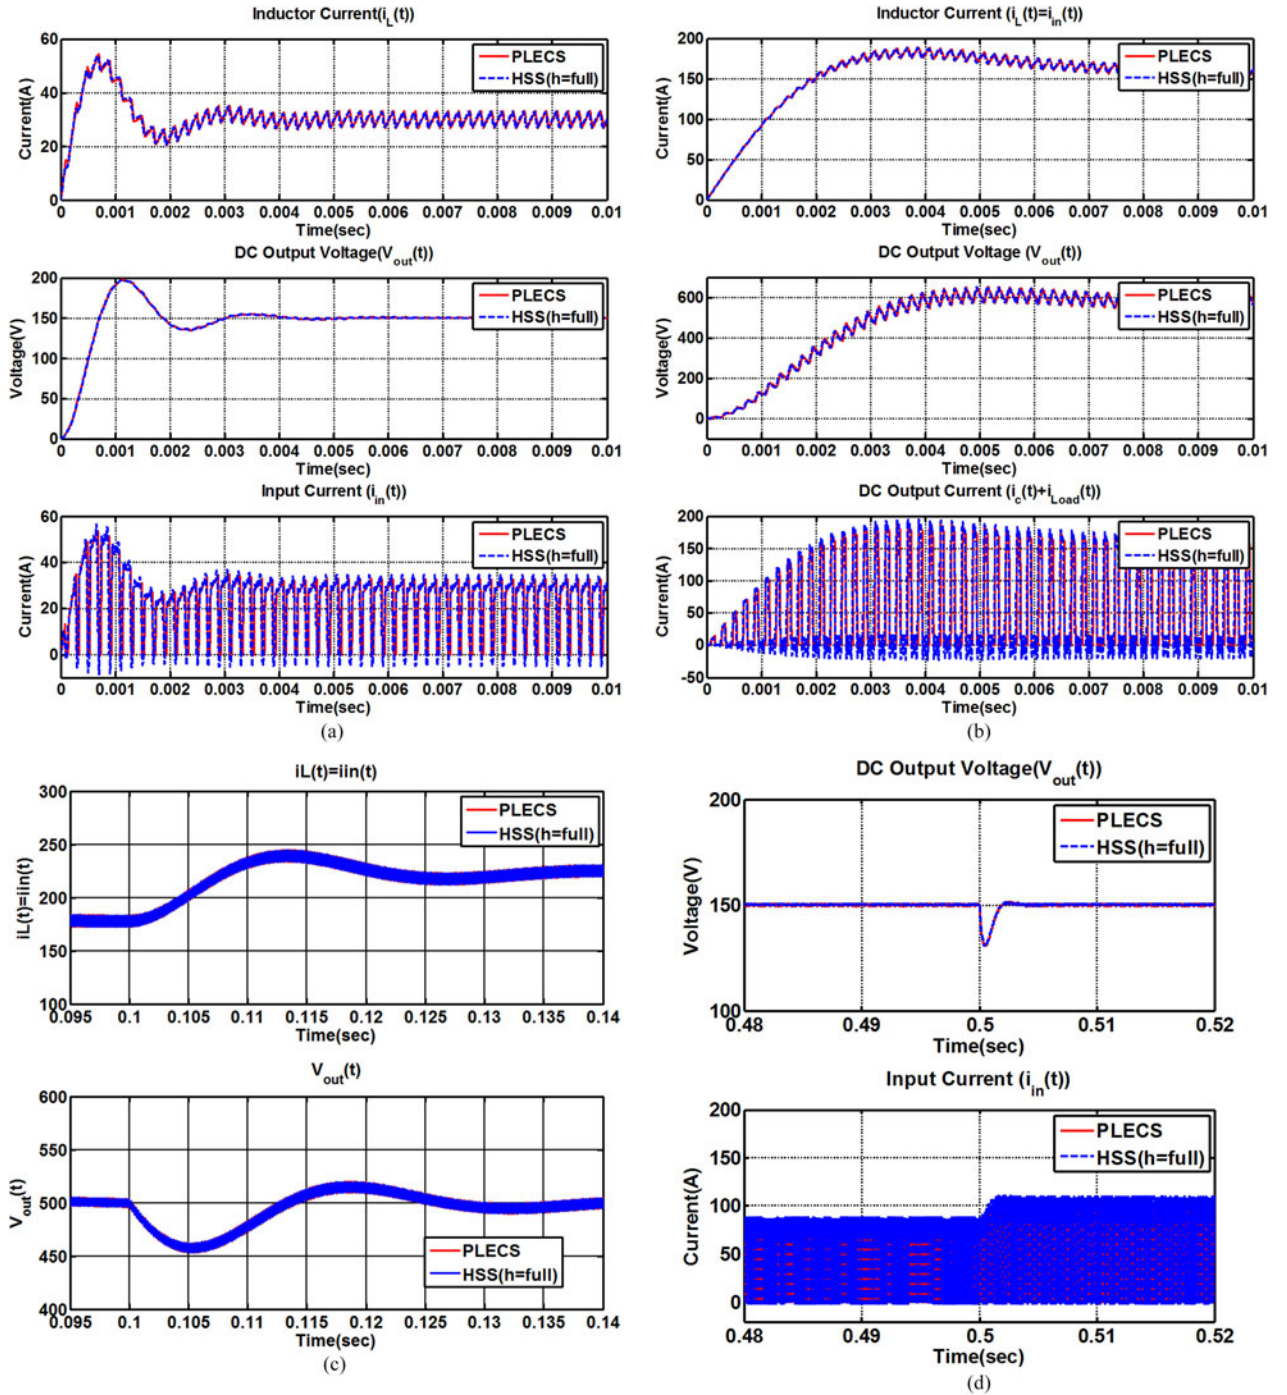 Inductor Current(iL(t))
Current(A)
60
40
20
0
PLECS
HSS(h=full)
0 0.001 0.002 0.003 0.004 0.005 0.006 0.007 0.008 0.009 0.01
Time(sec)
DC Output Voltage(Vout(t))
Voltage(V)
200
150
100
50
0
PLECS
HSS(h=full)
0 0.001 0.002 0.003 0.004 0.005 0.006 0.007 0.008 0.009 0.01
Time(sec)
Input Current (iin(t))
Current(A)
60
40
20
0
PLECS
HSS(h=full)
0 0.001 0.002 0.003 0.004 0.005 0.006 0.007 0.008 0.009 0.01
Time(sec)
(a)
Inductor Current (iL(t)=iin(t))
Current(A)
200
150
100
50
0
PLECS
HSS(h=full)
0 0.001 0.002 0.003 0.004 0.005 0.006 0.007 0.008 0.009 0.01
Time(sec)
DC Output Voltage (Vout(t))
Voltage(V)
600
400
200
0
PLECS
HSS(h=full)
0 0.001 0.002 0.003 0.004 0.005 0.006 0.007 0.008 0.009 0.01
Time(sec)
DC Output Current (ic(t)+iLoad(t))
Current(A)
200
150
100
50
0
-50
PLECS
HSS(h=full)
0 0.001 0.002 0.003 0.004 0.005 0.006 0.007 0.008 0.009 0.01
Time(sec)
(b)
iL(t)=iin(t)
iL(t)=iin(t)
300
250
200
150
100
PLECS
HSS(h=full)
0.095 0.1 0.105 0.11 0.115 0.12 0.125 0.13 0.135 0.14
Time(sec)
Vout(t)
Vout(t)
600
550
500
450
400
PLECS
HSS(h=full)
0.095 0.1 0.105 0.11 0.115 0.12 0.125 0.13 0.135 0.14
Time(sec)
(c)
DC Output Voltage(Vout(t))
Voltage(V)
200
150
100
PLECS
HSS(h=full)
0.48 0.49 0.5 0.51 0.52
Time(sec)
Input Current (iin(t))
Current(A)
200
150
100
50
0
PLECS
HSS(h=full)
0.48 0.49 0.5 0.51 0.52
Time(sec)
(d)